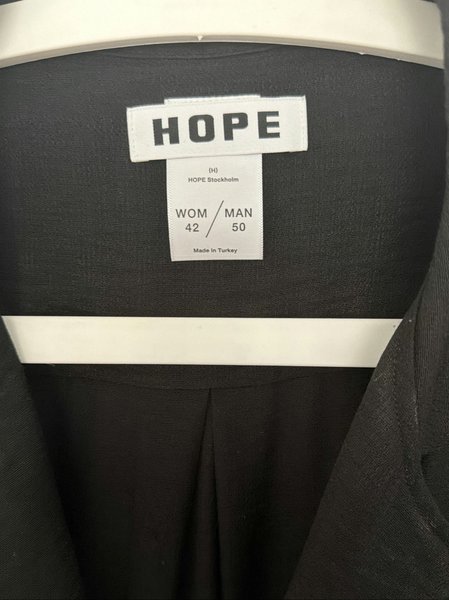 HOPE
(H)
HOPE Stockholm
WOM / MAN
42 50
Made in Turkey